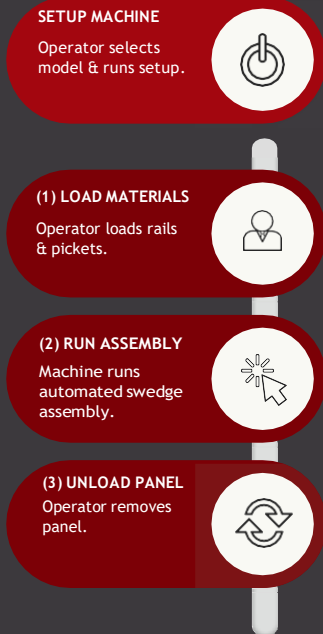 SETUP MACHINE
Operator selects
model & runs setup.
(1) LOAD MATERIALS
Operator loads rails
& pickets.
(2) RUN ASSEMBLY
Machine runs
automated swedge
assembly.
(3) UNLOAD PANEL
Operator removes
panel.